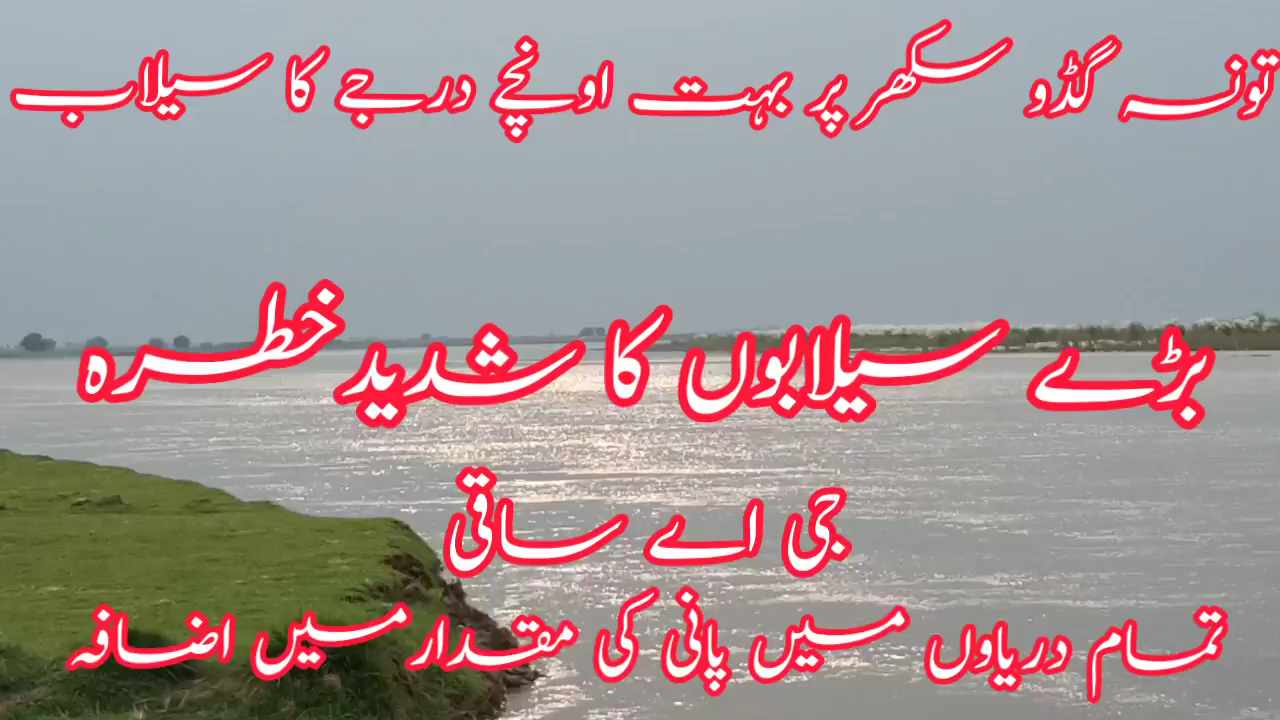 تونسہ گڈو سکھر پر بہت اونچے درجے کا سیلاب
بڑے سیلابوں کا شدید خطرہ
جی اے ساقی
تمام دریاوں میں پانی کی مقدار میں اضافہ